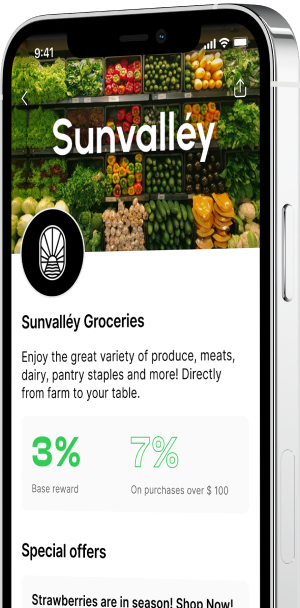 9:41
Sunvalléy
Sunvalléy Groceries
Enjoy the great variety of produce, meats,
dairy, pantry staples and more! Directly
from farm to your table.
3%
7%
Base reward
On purchases over $ 100
Special offers
Strawberries are in season! Shop Now!